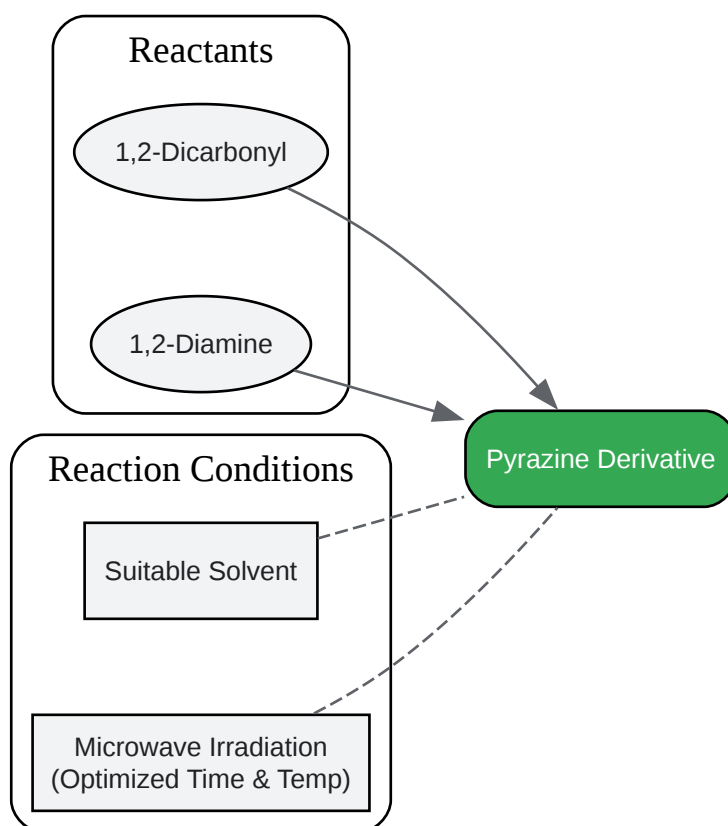 Reactants
1,2-Dicarbonyl
1,2-Diamine
Pyrazine Derivative
Reaction Conditions
Suitable Solvent
Microwave Irradiation
(Optimized Time & Temp)